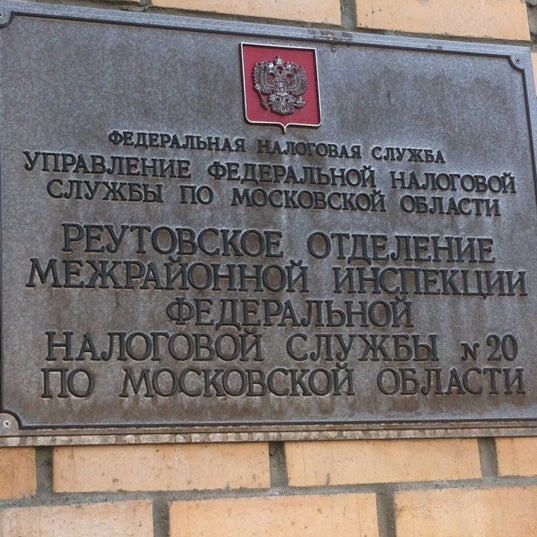 ФЕДЕРАЛЬНАЯ НАЛОГОВАЯ СЛУЖБА
УПРАВЛЕНИЕ ФЕДЕРАЛЬНОЙ НАЛОГОВОЙ
СЛУЖБЫ ПО МОСКОВСКОЙ ОБЛАСТИ
РЕУТОВСКОЕ ОТДЕЛЕНИЕ
МЕЖРАЙОННОЙ ИНСПЕКЦИИ
ФЕДЕРАЛЬНОЙ
НАЛОГОВОЙ СЛУЖБЫ N 20
ПО МОСКОВСКОЙ ОБЛАСТИ